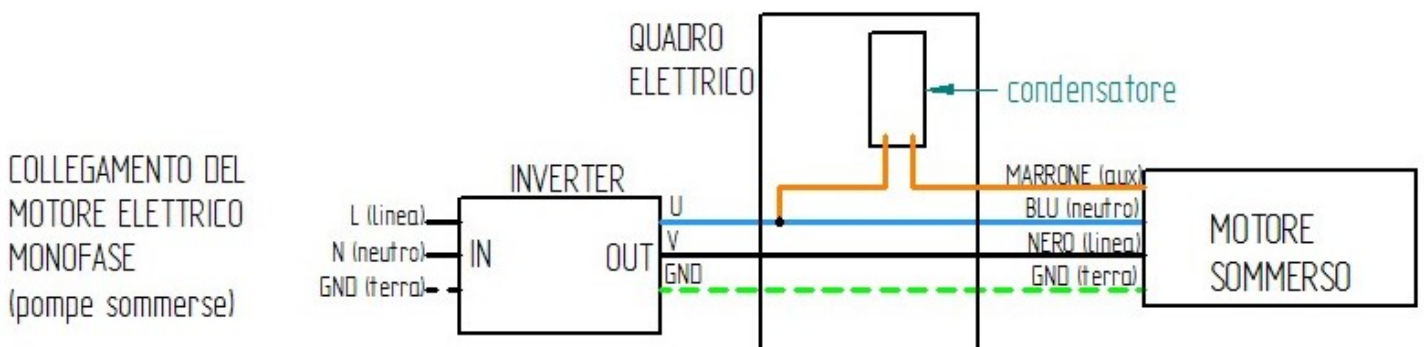 QUADRO
ELETTRICO
condensatore
COLLEGAMENTO DEL
MOTORE ELETTRICO
MONOFASE
(pompe sommerse)
INVERTER
L (linea)
N (neutro)
GND (terra)
IN
OUT
U
V
GND
MARRONE (aux)
BLU (neutro)
NERO (linea)
GND (terra)
MOTORE
SOMMERSO